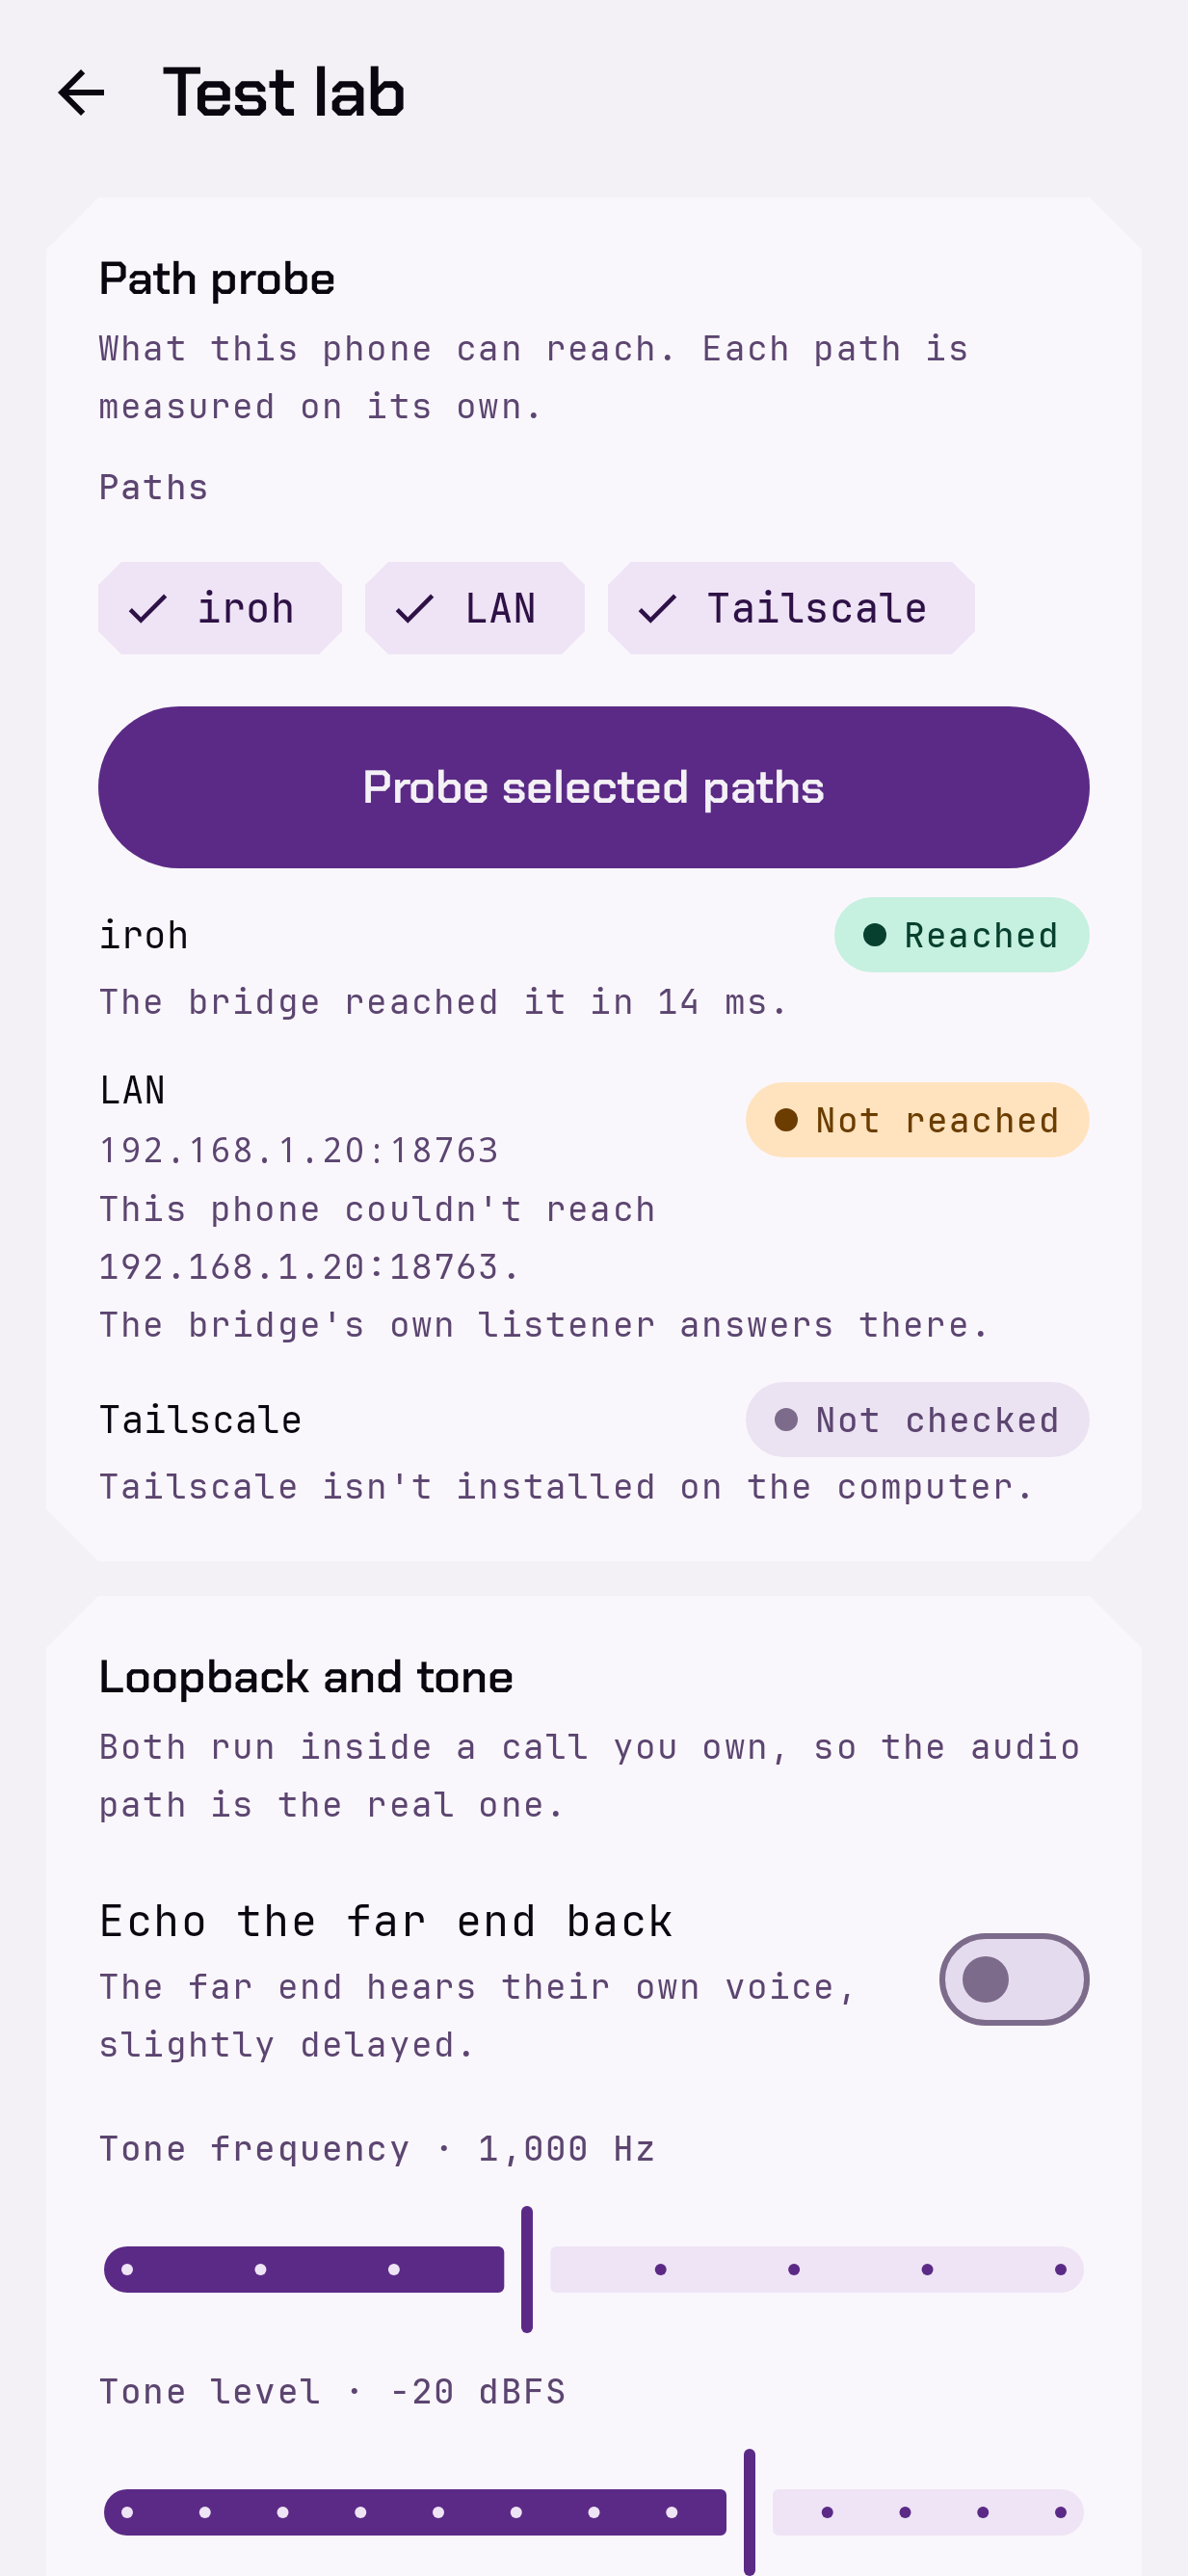 Test lab
Path probe
What this phone can reach. Each path is
measured on its own.
Paths
iroh
LAN
Tailscale
Probe selected paths
iroh
Reached
The bridge reached it in 14 ms.
LAN
Not reached
192.168.1.20:18763
This phone couldn't reach
192.168.1.20:18763.
The bridge's own listener answers there.
Tailscale
Not checked
Tailscale isn't installed on the computer.
Loopback and tone
Both run inside a call you own, so the audio
path is the real one.
Echo the far end back
The far end hears their own voice,
slightly delayed.
Tone frequency · 1,000 Hz
Tone level · -20 dBFS